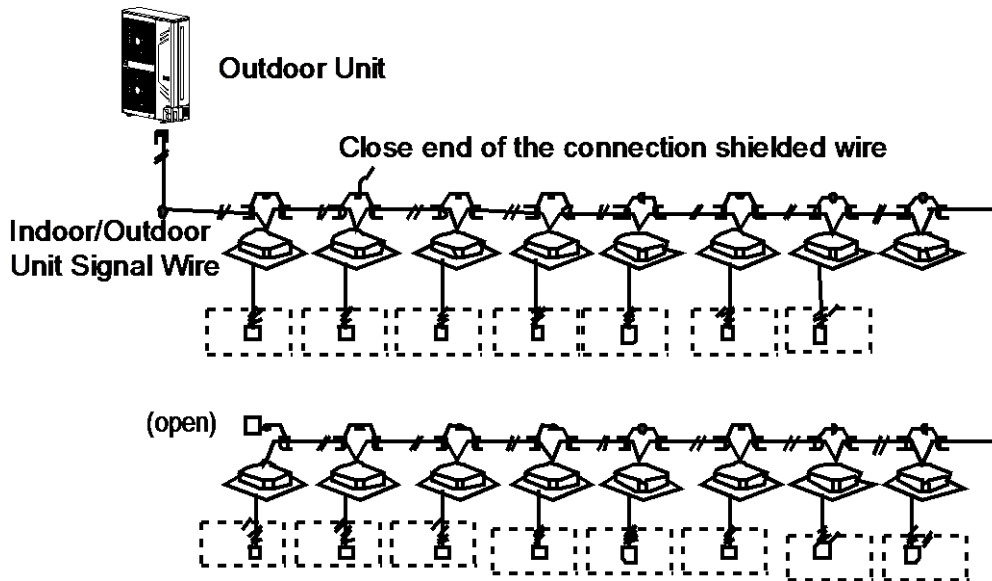 Outdoor Unit
Close end of the connection shielded wire
Indoor/Outdoor
Unit Signal Wire
(open)